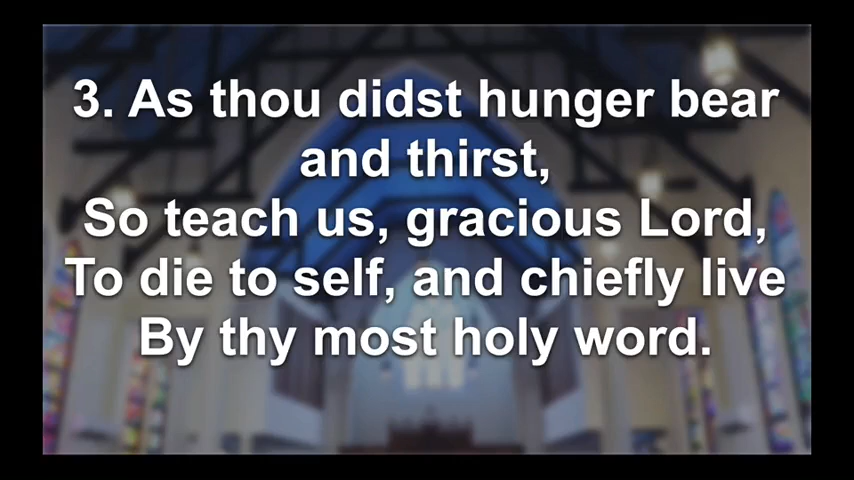 3. As thou didst hunger bear
and thirst,
So teach us, gracious Lord,
To die to self, and chiefly live
By thy most holy word.